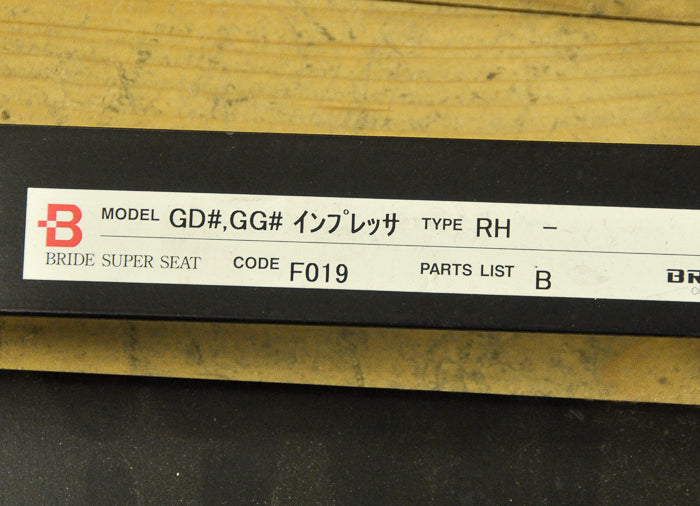 B MODEL GD#,GG# インプレッサ TYPE RH -
BRIDE SUPER SEAT CODE F019 PARTS LIST B